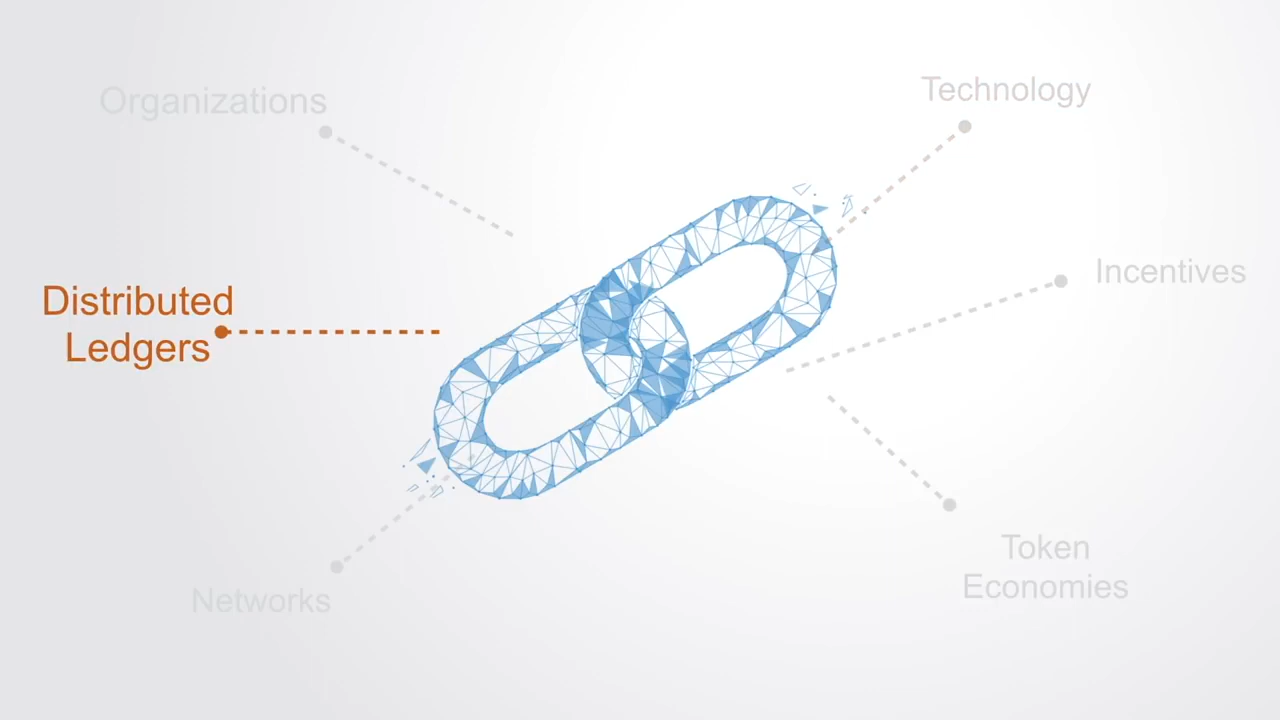 Organizations
Technology
Distributed
Ledgers
Incentives
Token
Economies
Networks